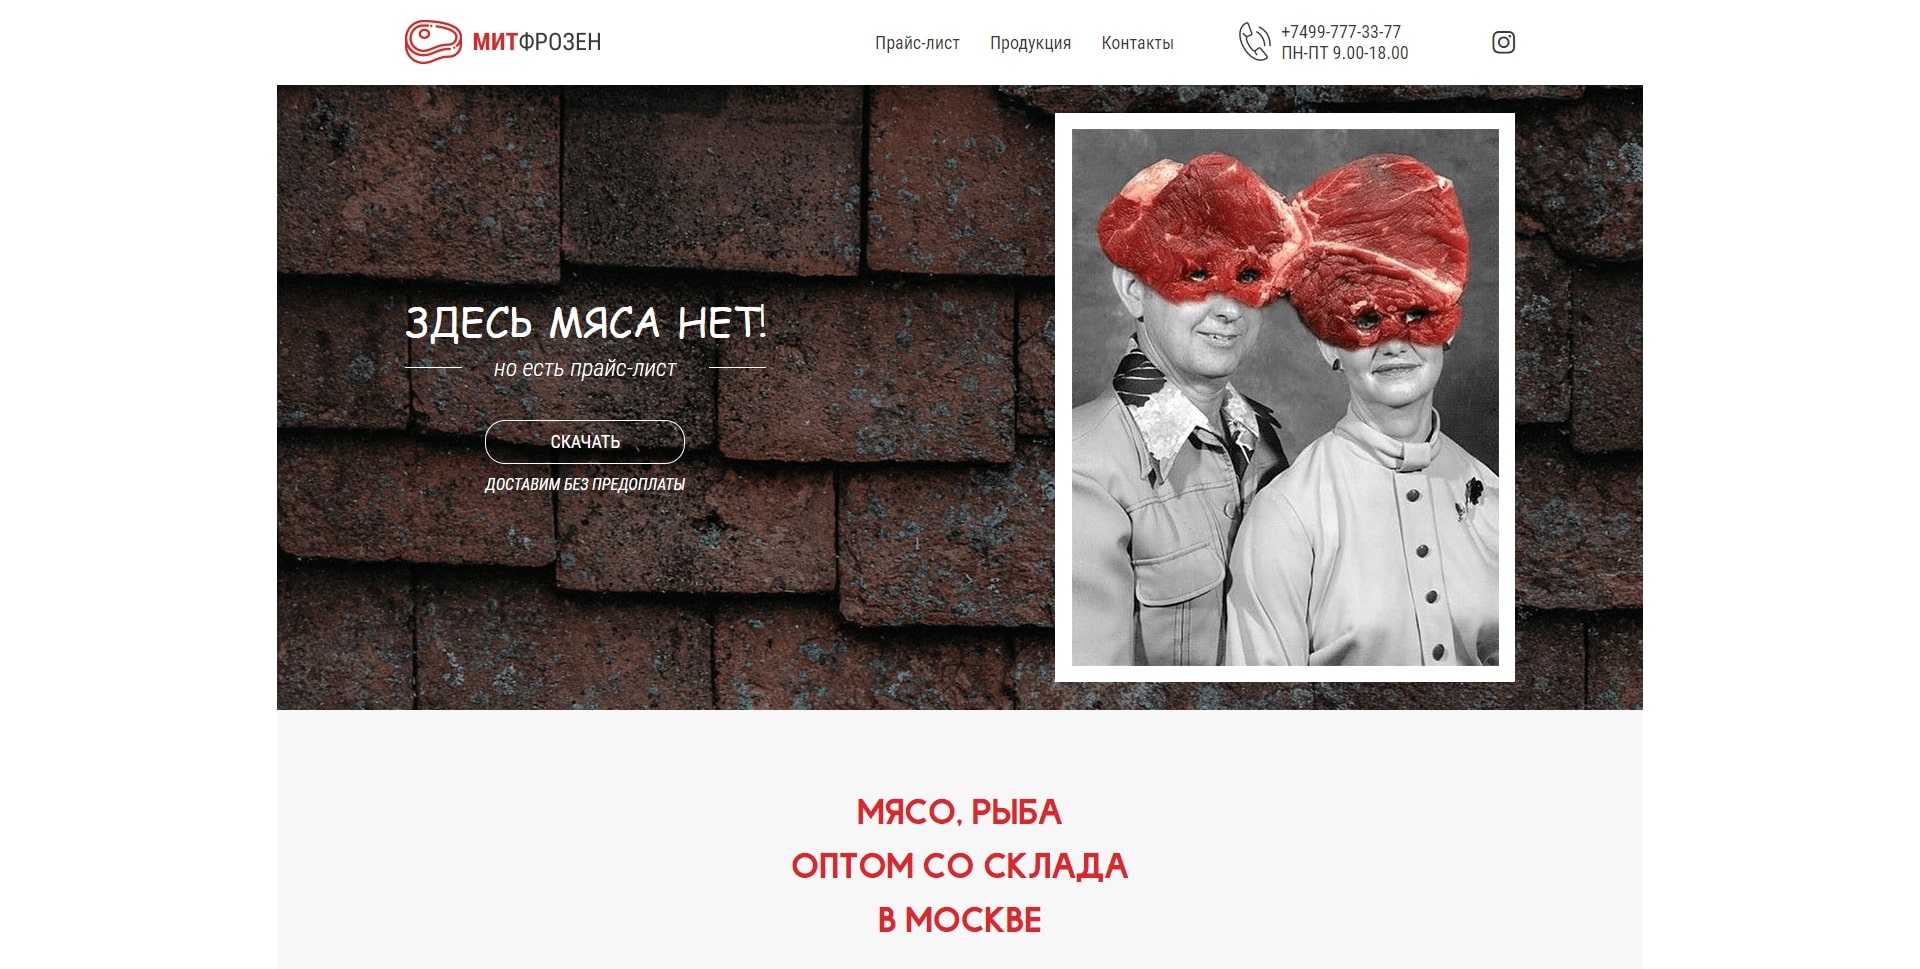 МИТФРОЗЕН
Прайс-лист
Продукция
Контакты
+7499-777-33-77
ПН-ПТ 9.00-18.00
ЗДЕСЬ МЯСА НЕТ!
но есть прайс-лист
СКАЧАТЬ
ДОСТАВИМ БЕЗ ПРЕДОПЛАТЫ
МЯСО, РЫБА
ОПТОМ СО СКЛАДА
В МОСКВЕ